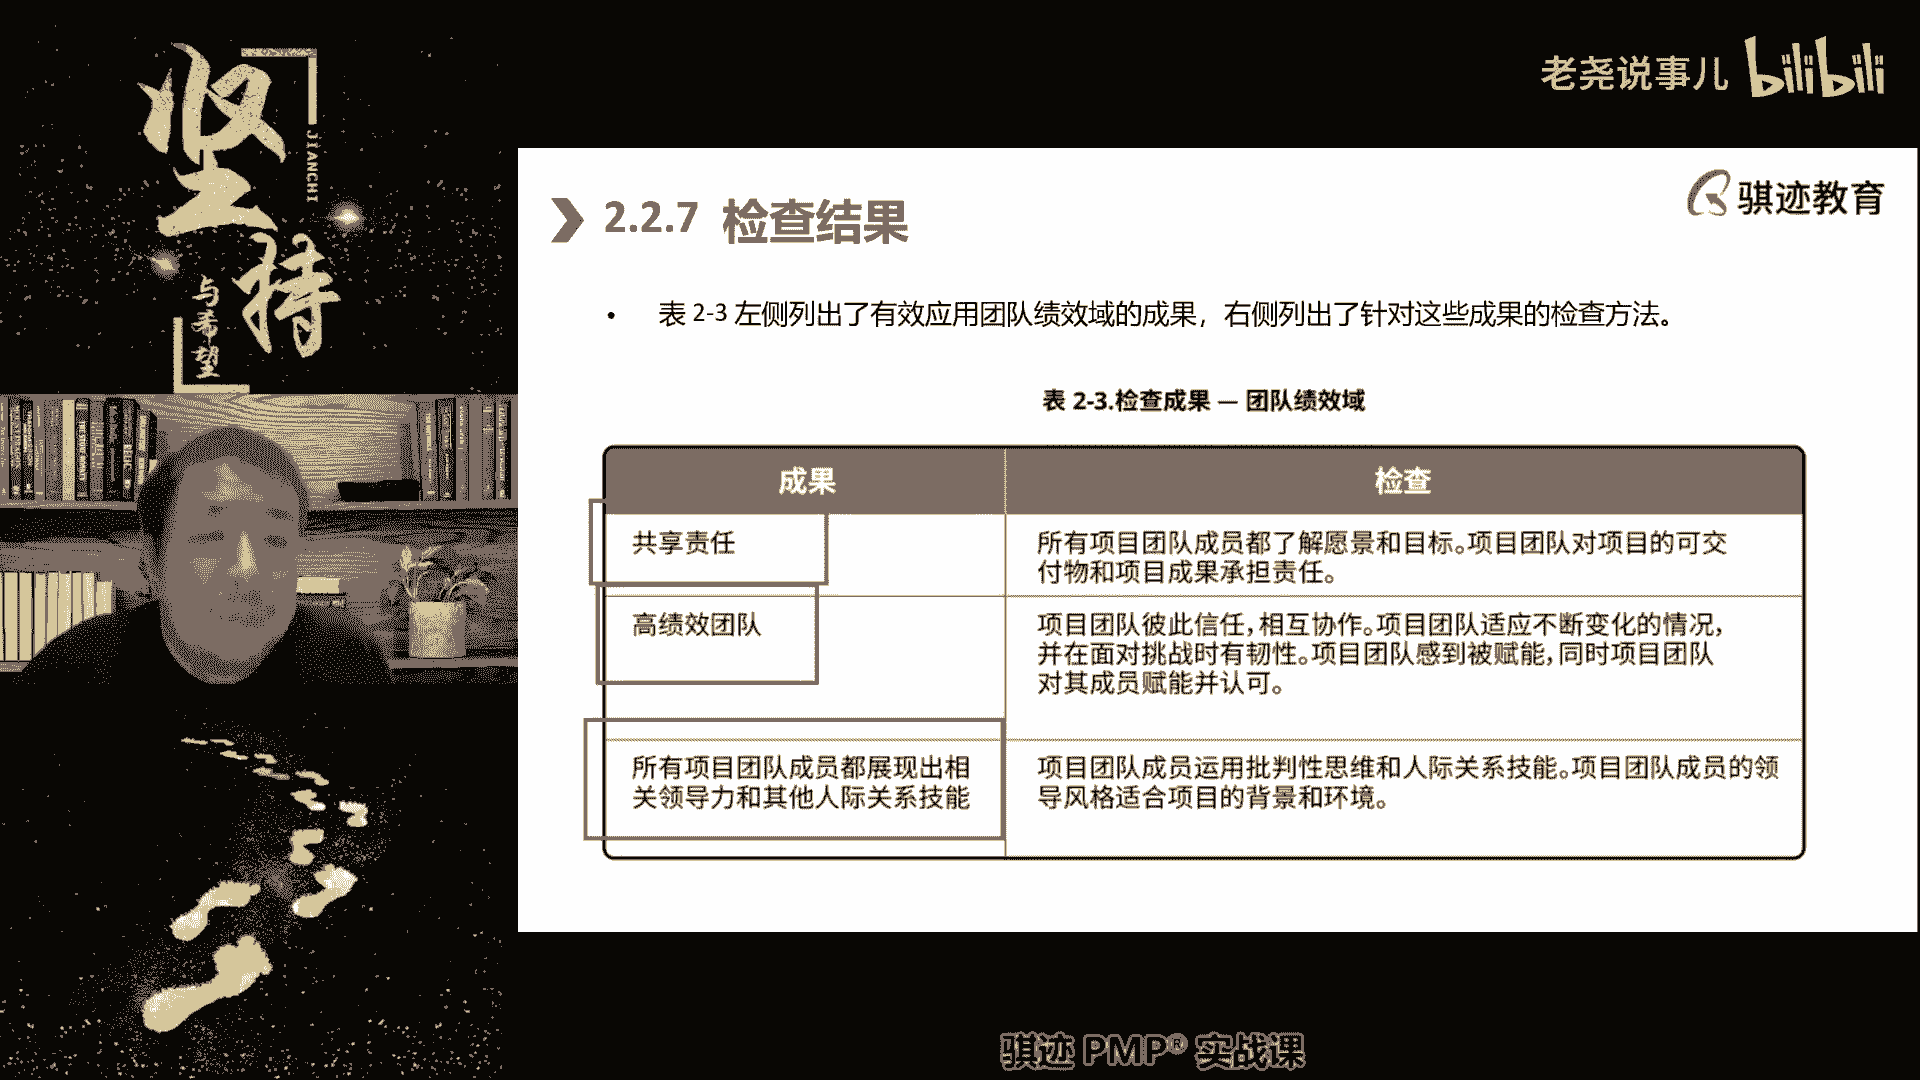 坚持
JIANCHI
与希望
老尧说事儿 bilibili
骐迹教育
2.2.7 检查结果
• 表 2-3 左侧列出了有效应用团队绩效域的成果，右侧列出了针对这些成果的检查方法。
表 2-3.检查成果 — 团队绩效域
成果
检查
共享责任
所有项目团队成员都了解愿景和目标。项目团队对项目的可交
付物和项目成果承担责任。
高绩效团队
项目团队彼此信任，相互协作。项目团队适应不断变化的情况，
并在面对挑战时有韧性。项目团队感到被赋能，同时项目团队
对其成员赋能并认可。
所有项目团队成员都展现出相
关领导力和其他人际关系技能
项目团队成员运用批判性思维和人际关系技能。项目团队成员的领
导风格适合项目的背景和环境。
骐迹 PMP® 实战课